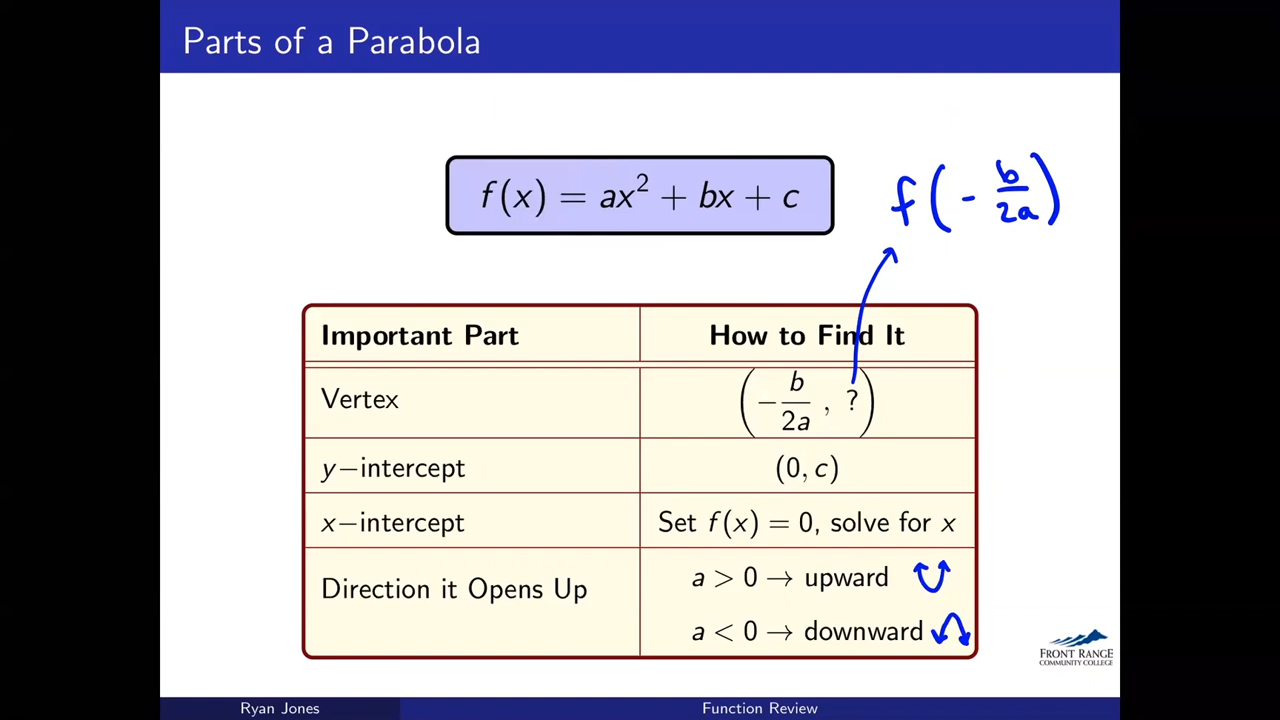 Parts of a Parabola
f(x) = ax² + bx + c
f(-b/2a)
Important Part How to Find It
Vertex (−b/2a , ?)
y−intercept (0, c)
x−intercept Set f(x) = 0, solve for x
Direction it Opens Up a > 0 → upward
a < 0 → downward
FRONT RANGE
COMMUNITY COLLEGE
Ryan Jones Function Review